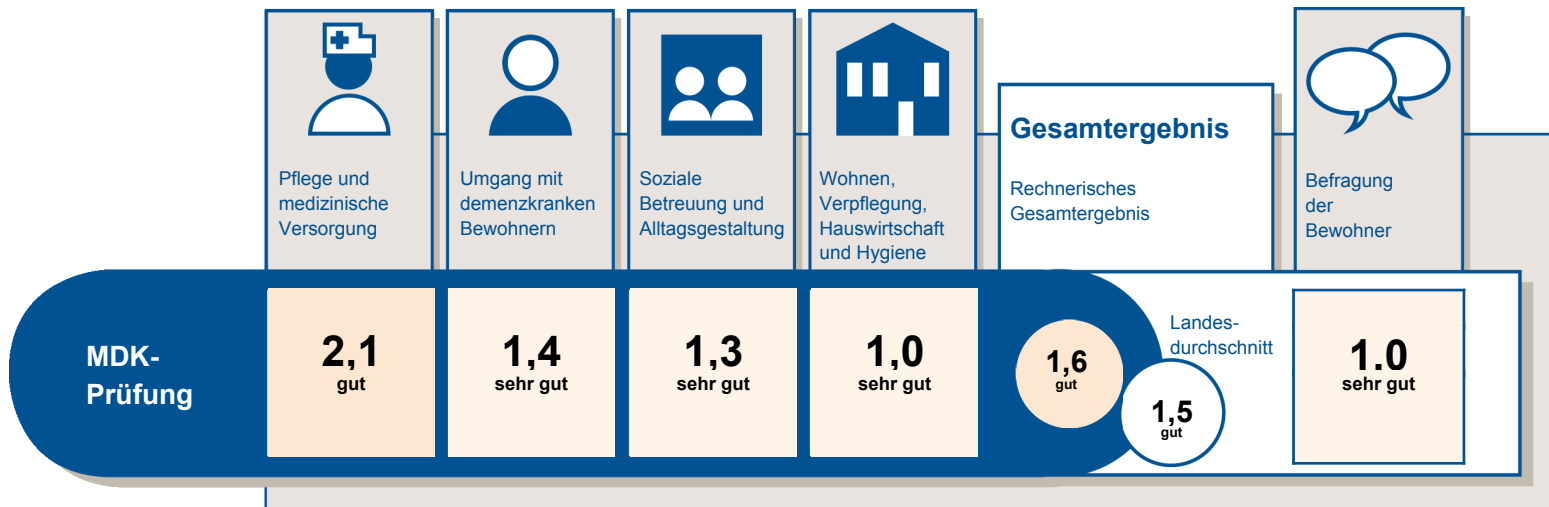 Pflege und
medizinische
Versorgung
Umgang mit
demenzkranken
Bewohnern
Soziale
Betreuung und
Alltagsgestaltung
Wohnen,
Verpflegung,
Hauswirtschaft
und Hygiene
Gesamtergebnis
Rechnerisches
Gesamtergebnis
Befragung
der
Bewohner
MDK-
Prüfung
2,1
gut
1,4
sehr gut
1,3
sehr gut
1,0
sehr gut
1,6
gut
Landes-
durchschnitt
1,5
gut
1.0
sehr gut